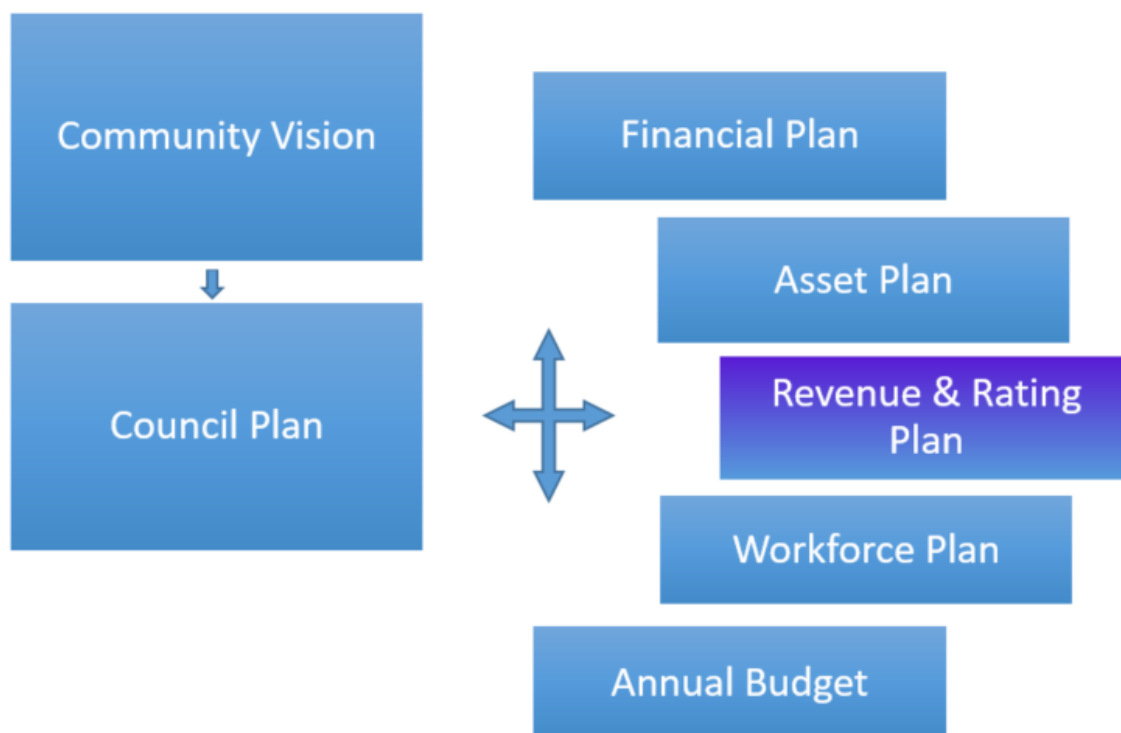 Community Vision
Council Plan
Financial Plan
Asset Plan
Revenue & Rating
Plan
Workforce Plan
Annual Budget